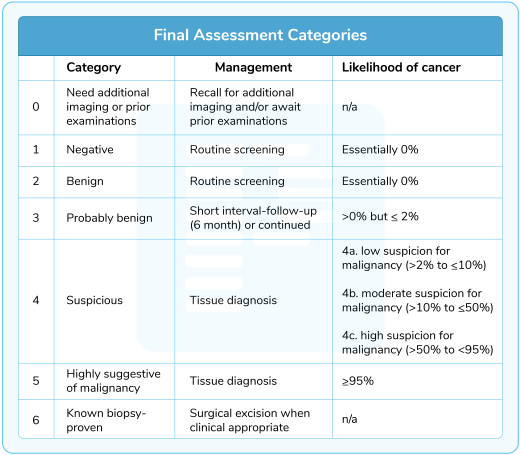 Final Assessment Categories
Category Management Likelihood of cancer
0
Need additional
imaging or prior
examinations
Recall for additional
imaging and/or await
prior examinations
n/a
1 Negative Routine screening Essentially 0%
2 Benign Routine screening Essentially 0%
3 Probably benign
Short interval-follow-up
(6 month) or continued
>0% but ≤ 2%
4 Suspicious Tissue diagnosis
4a. low suspicion for
malignancy (>2% to ≤10%)
4b. moderate suspicion for
malignancy (>10% to ≤50%)
4c. high suspicion for
malignancy (>50% to <95%)
5
Highly suggestive
of malignancy
Tissue diagnosis
≥95%
6
Known biopsy-
proven
Surgical excision when
clinical appropriate
n/a